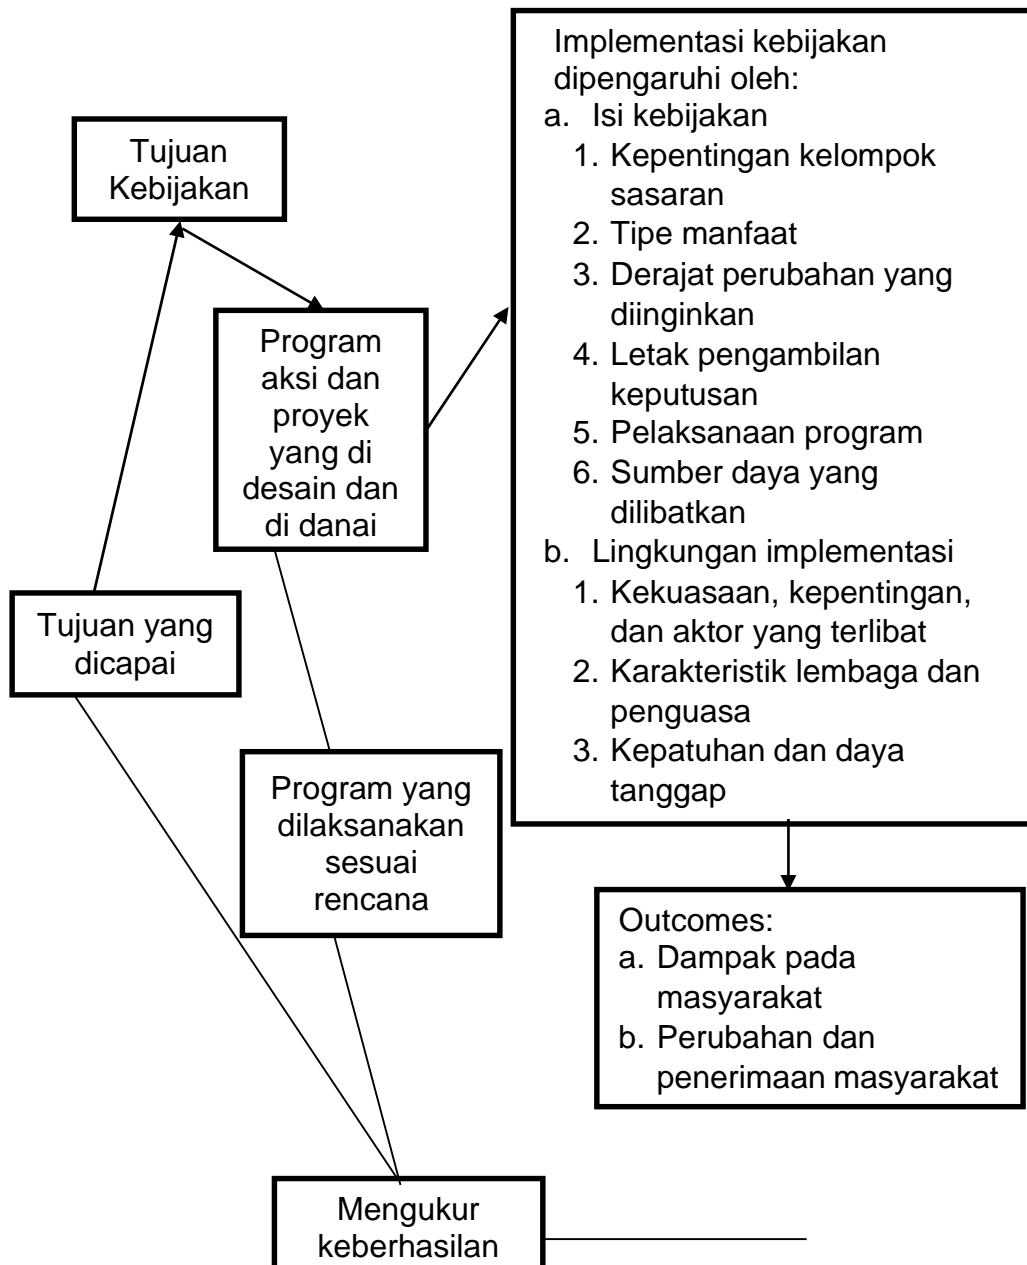 Tujuan
Kebijakan
Program
aksi dan
proyek
yang di
desain dan
di danai
Tujuan yang
dicapai
Program yang
dilaksanakan
sesuai
rencana
Mengukur
keberhasilan
Implementasi kebijakan
dipengaruhi oleh:
a. Isi kebijakan
1. Kepentingan kelompok
sasaran
2. Tipe manfaat
3. Derajat perubahan yang
diinginkan
4. Letak pengambilan
keputusan
5. Pelaksanaan program
6. Sumber daya yang
dilibatkan
b. Lingkungan implementasi
1. Kekuasaan, kepentingan,
dan aktor yang terlibat
2. Karakteristik lembaga dan
penguasa
3. Kepatuhan dan daya
tanggap
Outcomes:
a. Dampak pada
masyarakat
b. Perubahan dan
penerimaan masyarakat